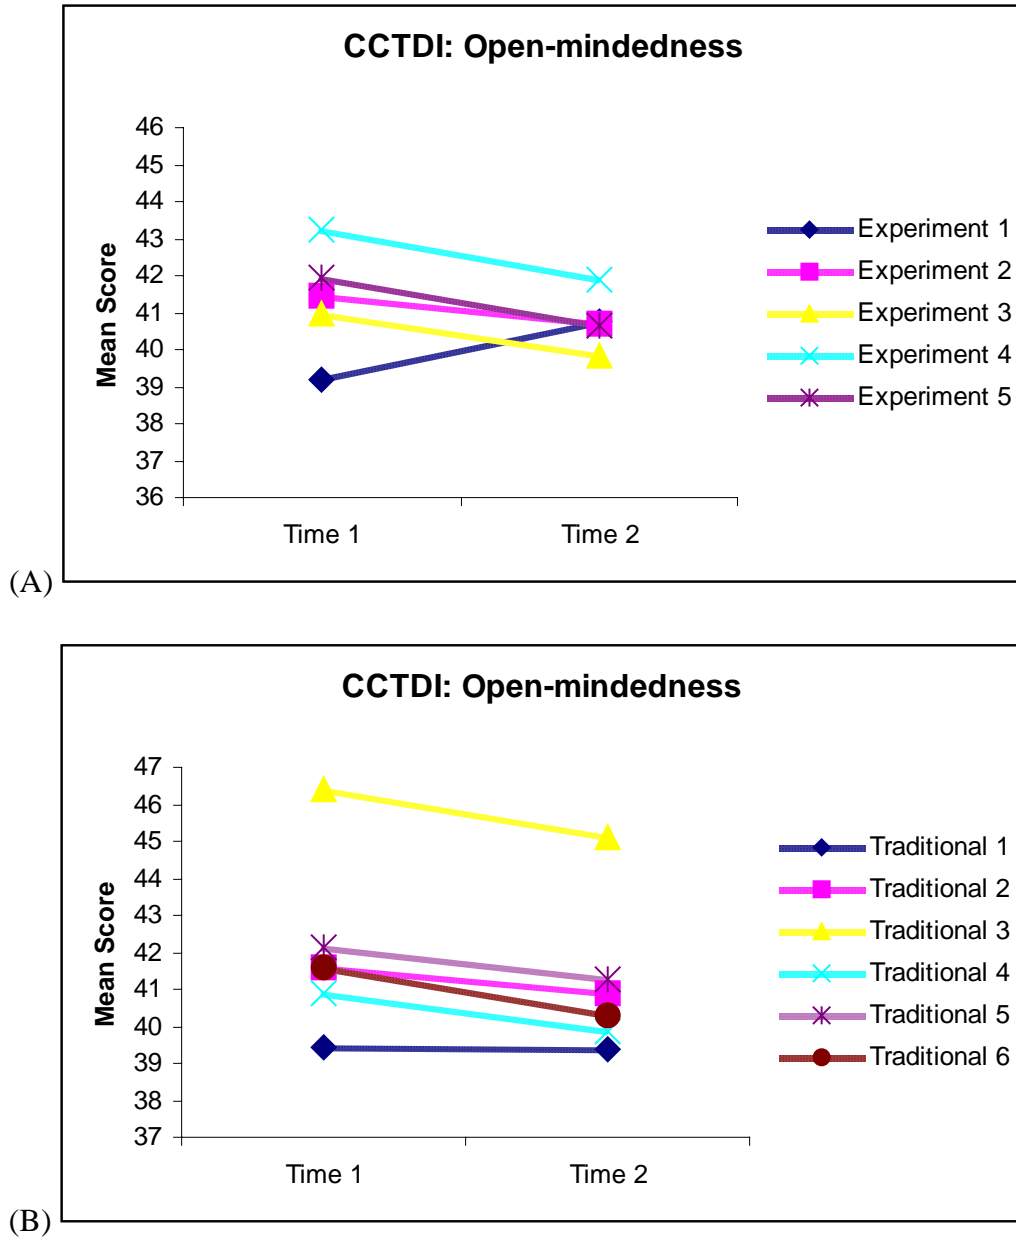 CCTDI: Open-mindedness
46
45
44
43
42
41
40
39
38
37
36
Mean Score
Time 1
Time 2
Experiment 1
Experiment 2
Experiment 3
Experiment 4
Experiment 5
(A)
CCTDI: Open-mindedness
47
46
45
44
43
42
41
40
39
38
37
Mean Score
Time 1
Time 2
Traditional 1
Traditional 2
Traditional 3
Traditional 4
Traditional 5
Traditional 6
(B)